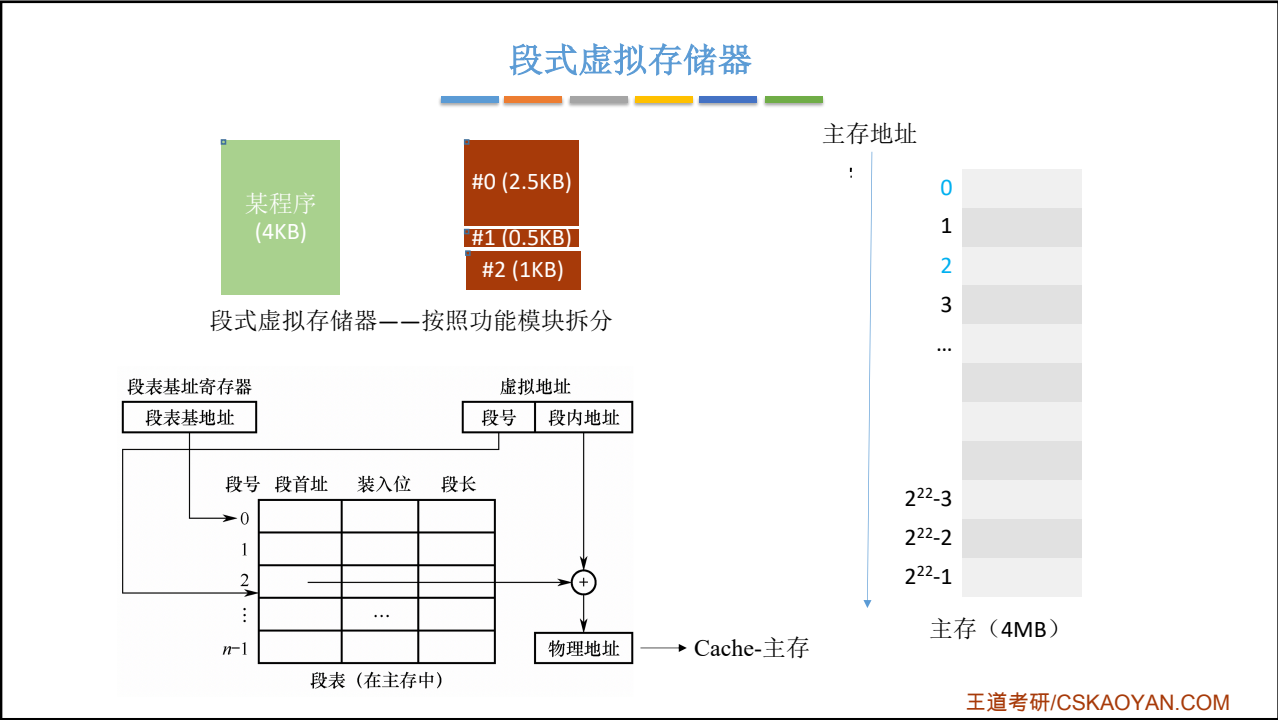 段式虚拟存储器
某程序
(4KB)
#0 (2.5KB)
#1 (0.5KB)
#2 (1KB)
段式虚拟存储器——按照功能模块拆分
段表基址寄存器
段表基地址
虚拟地址
段号 段内地址
段号 段首址 装入位 段长
0
1
2
⋮ …
n-1
段表（在主存中）
+
物理地址
Cache-主存
主存地址
0
1
2
3
...
2²²-3
2²²-2
2²²-1
主存（4MB）
王道考研/CSKAOYAN.COM